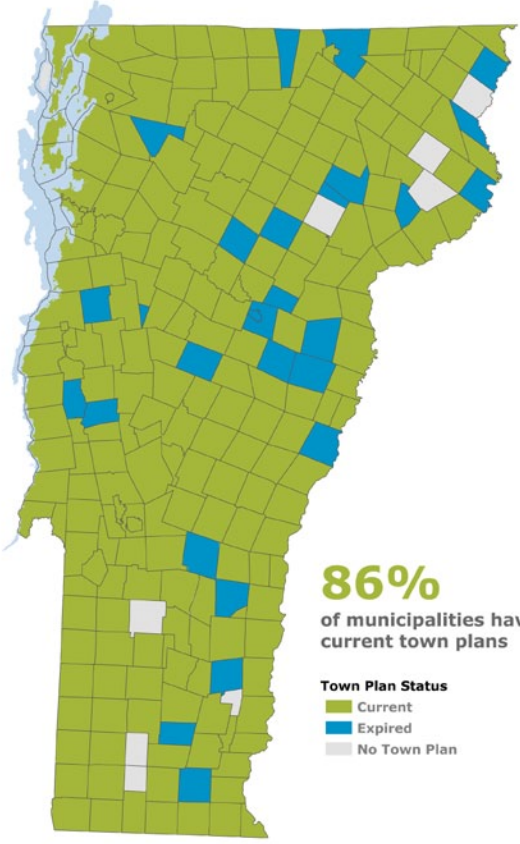 86%
of municipalities hav
current town plans
Town Plan Status
Current
Expired
No Town Plan